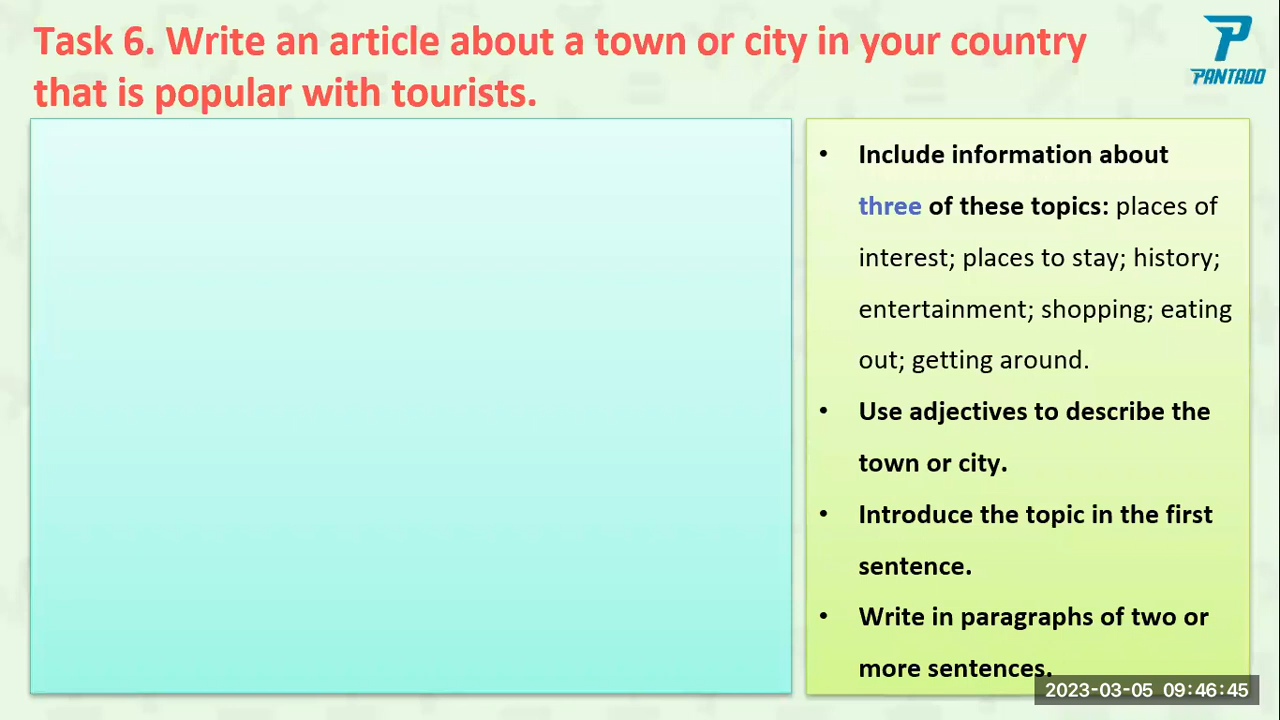 Task 6. Write an article about a town or city in your country
that is popular with tourists.
PANTADO
• Include information about
three of these topics: places of
interest; places to stay; history;
entertainment; shopping; eating
out; getting around.
• Use adjectives to describe the
town or city.
• Introduce the topic in the first
sentence.
• Write in paragraphs of two or
more sentences.
2023-03-05 09:46:45